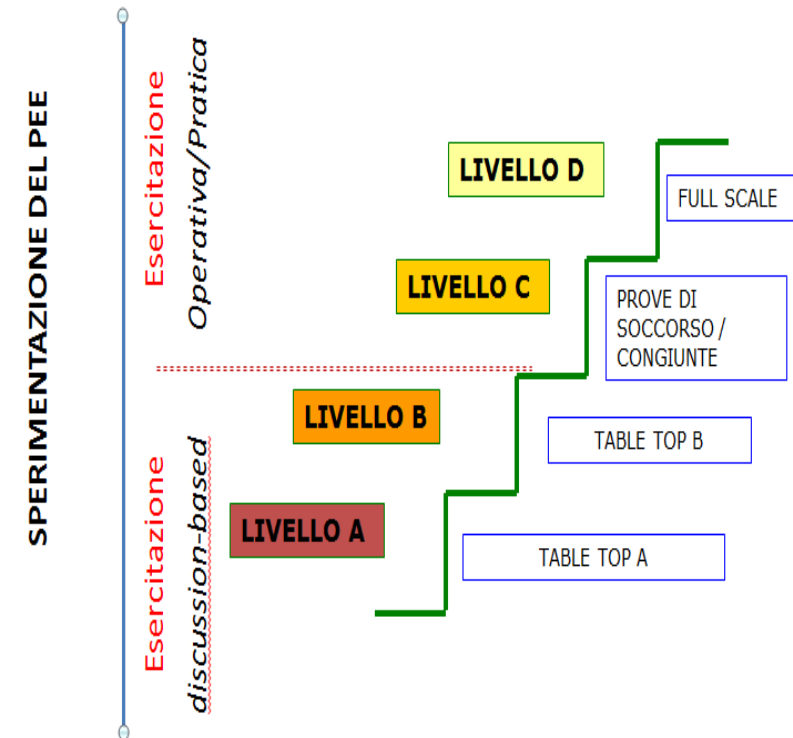 SPERIMENTAZIONE DEL PEE
Esercitazione
Operativa/Pratica
Esercitazione
discussion-based
LIVELLO D
FULL SCALE
LIVELLO C
PROVE DI
SOCCORSO /
CONGIUNTE
LIVELLO B
TABLE TOP B
LIVELLO A
TABLE TOP A